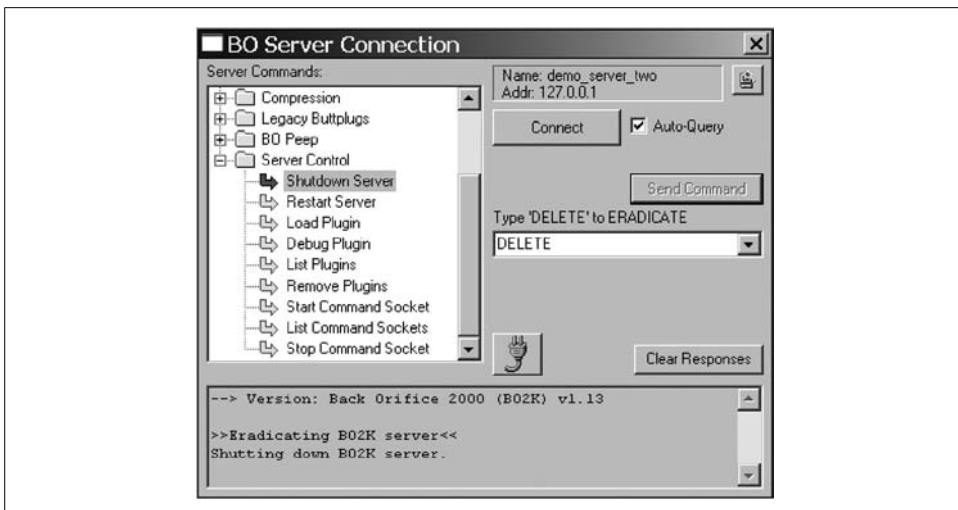 BO Server Connection
Server Commands:
Compression
Legacy Buttplugs
BO Peep
Server Control
Shutdown Server
Restart Server
Load Plugin
Debug Plugin
List Plugins
Remove Plugins
Start Command Socket
List Command Sockets
Stop Command Socket
Name: demo_server_two
Addr: 127.0.0.1
Connect
Auto-Query
Send Command
Type 'DELETE' to ERADICATE
DELETE
Clear Responses
--> Version: Back Orifice 2000 (BO2K) v1.13
>>Eradicating BO2K server<<
Shutting down BO2K server.